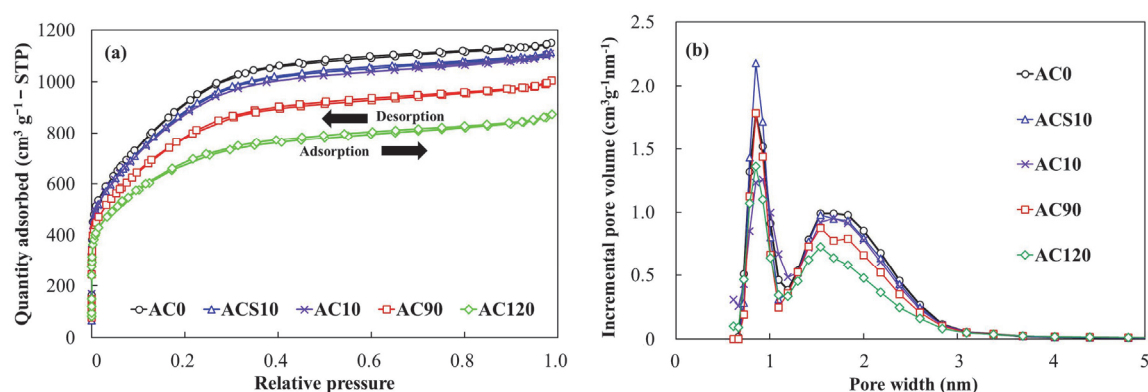 (a)
Quantity adsorbed (cm³ g⁻¹ – STP)
1200
1000
800
600
400
200
0
Desorption
Adsorption
AC0 ACS10 AC10 AC90 AC120
0 0.2 0.4 0.6 0.8 1.0
Relative pressure
(b)
Incremental pore volume (cm³g⁻¹nm⁻¹)
2.5
2.0
1.5
1.0
0.5
0
AC0
ACS10
AC10
AC90
AC120
0 1 2 3 4 5
Pore width (nm)